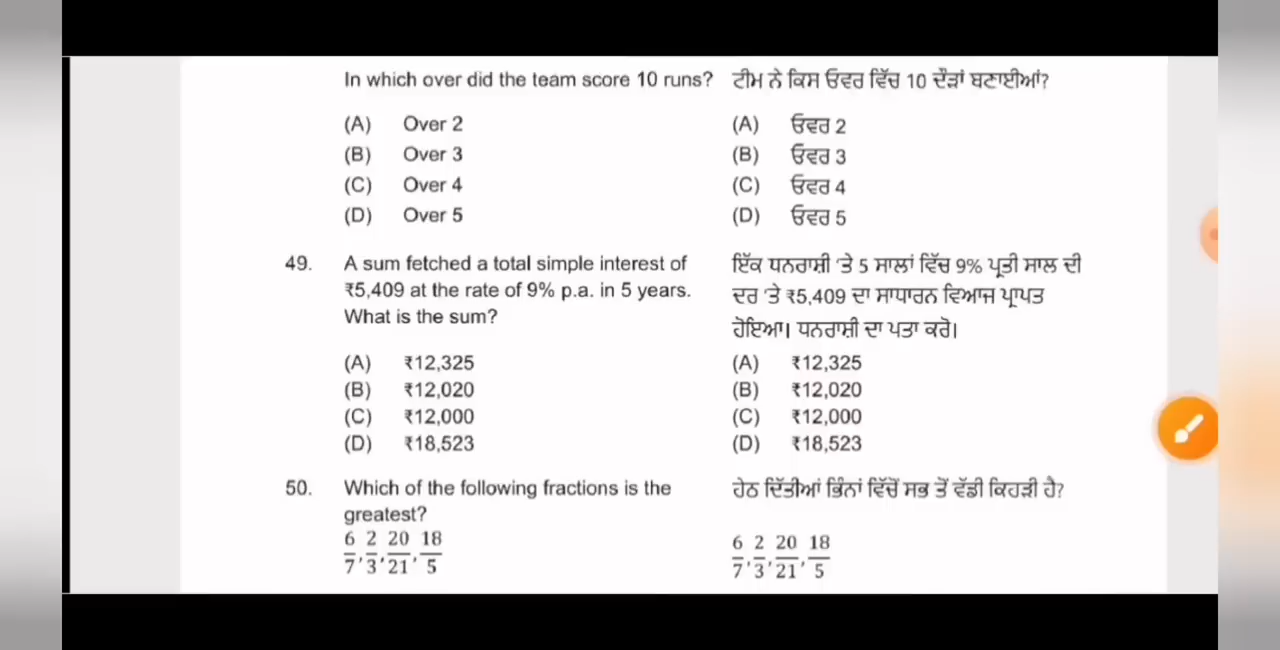 In which over did the team score 10 runs? ਟੀਮ ਨੇ ਕਿਸ ਓਵਰ ਵਿੱਚ 10 ਦੌੜਾਂ ਬਣਾਈਆਂ?
(A) Over 2
(B) Over 3
(C) Over 4
(D) Over 5
(A) ਓਵਰ 2
(B) ਓਵਰ 3
(C) ਓਵਰ 4
(D) ਓਵਰ 5
49. A sum fetched a total simple interest of
₹5,409 at the rate of 9% p.a. in 5 years.
What is the sum?
(A) ₹12,325
(B) ₹12,020
(C) ₹12,000
(D) ₹18,523
ਇੱਕ ਧਨਰਾਸ਼ੀ 'ਤੇ 5 ਸਾਲਾਂ ਵਿੱਚ 9% ਪ੍ਰਤੀ ਸਾਲ ਦੀ
ਦਰ 'ਤੇ ₹5,409 ਦਾ ਸਾਧਾਰਨ ਵਿਆਜ ਪ੍ਰਾਪਤ
ਹੋਇਆ। ਧਨਰਾਸ਼ੀ ਦਾ ਪਤਾ ਕਰੋ।
(A) ₹12,325
(B) ₹12,020
(C) ₹12,000
(D) ₹18,523
50. Which of the following fractions is the
greatest?
6/7, 2/3, 20/21, 18/5
ਹੇਠ ਦਿੱਤੀਆਂ ਭਿੰਨਾਂ ਵਿੱਚੋਂ ਸਭ ਤੋਂ ਵੱਡੀ ਕਿਹੜੀ ਹੈ?
6/7, 2/3, 20/21, 18/5